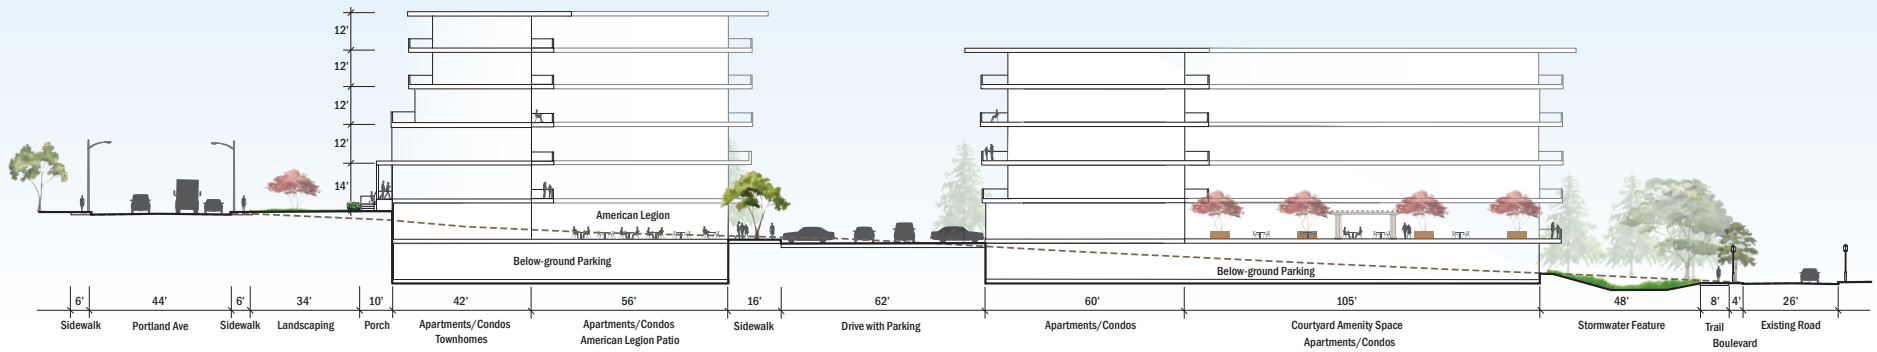 12'
12'
12'
12'
14'
American Legion
Below-ground Parking
Below-ground Parking
6' 44' 6' 34' 10' 42' 56' 16' 62' 60' 105' 48' 8' 4' 26'
Sidewalk Portland Ave Sidewalk Landscaping Porch Apartments/Condos Apartments/Condos Sidewalk Drive with Parking Apartments/Condos Courtyard Amenity Space Stormwater Feature Trail Existing Road
Townhomes American Legion Patio Apartments/Condos Boulevard